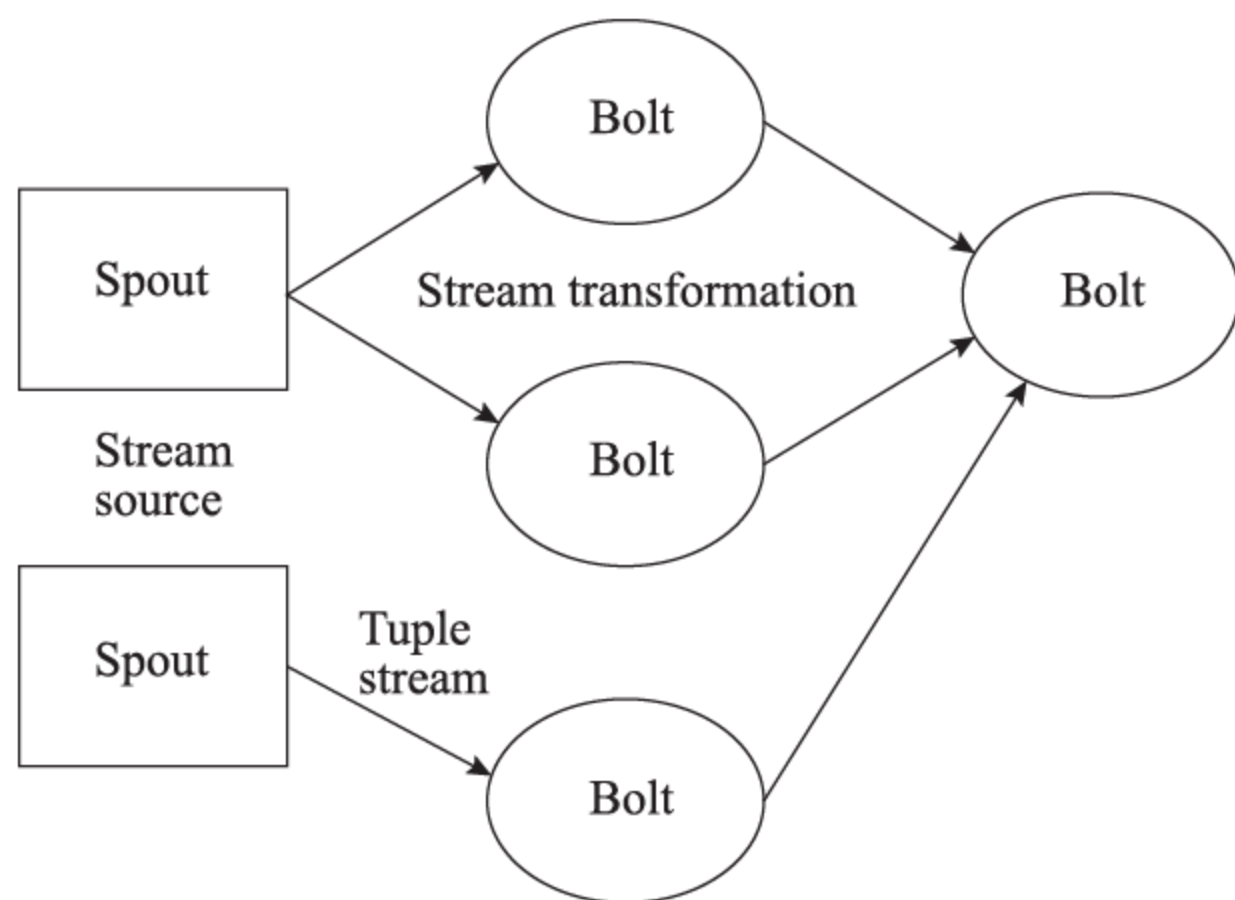 Bolt
Spout
Stream transformation
Bolt
Stream
source
Bolt
Tuple
stream
Spout
Bolt